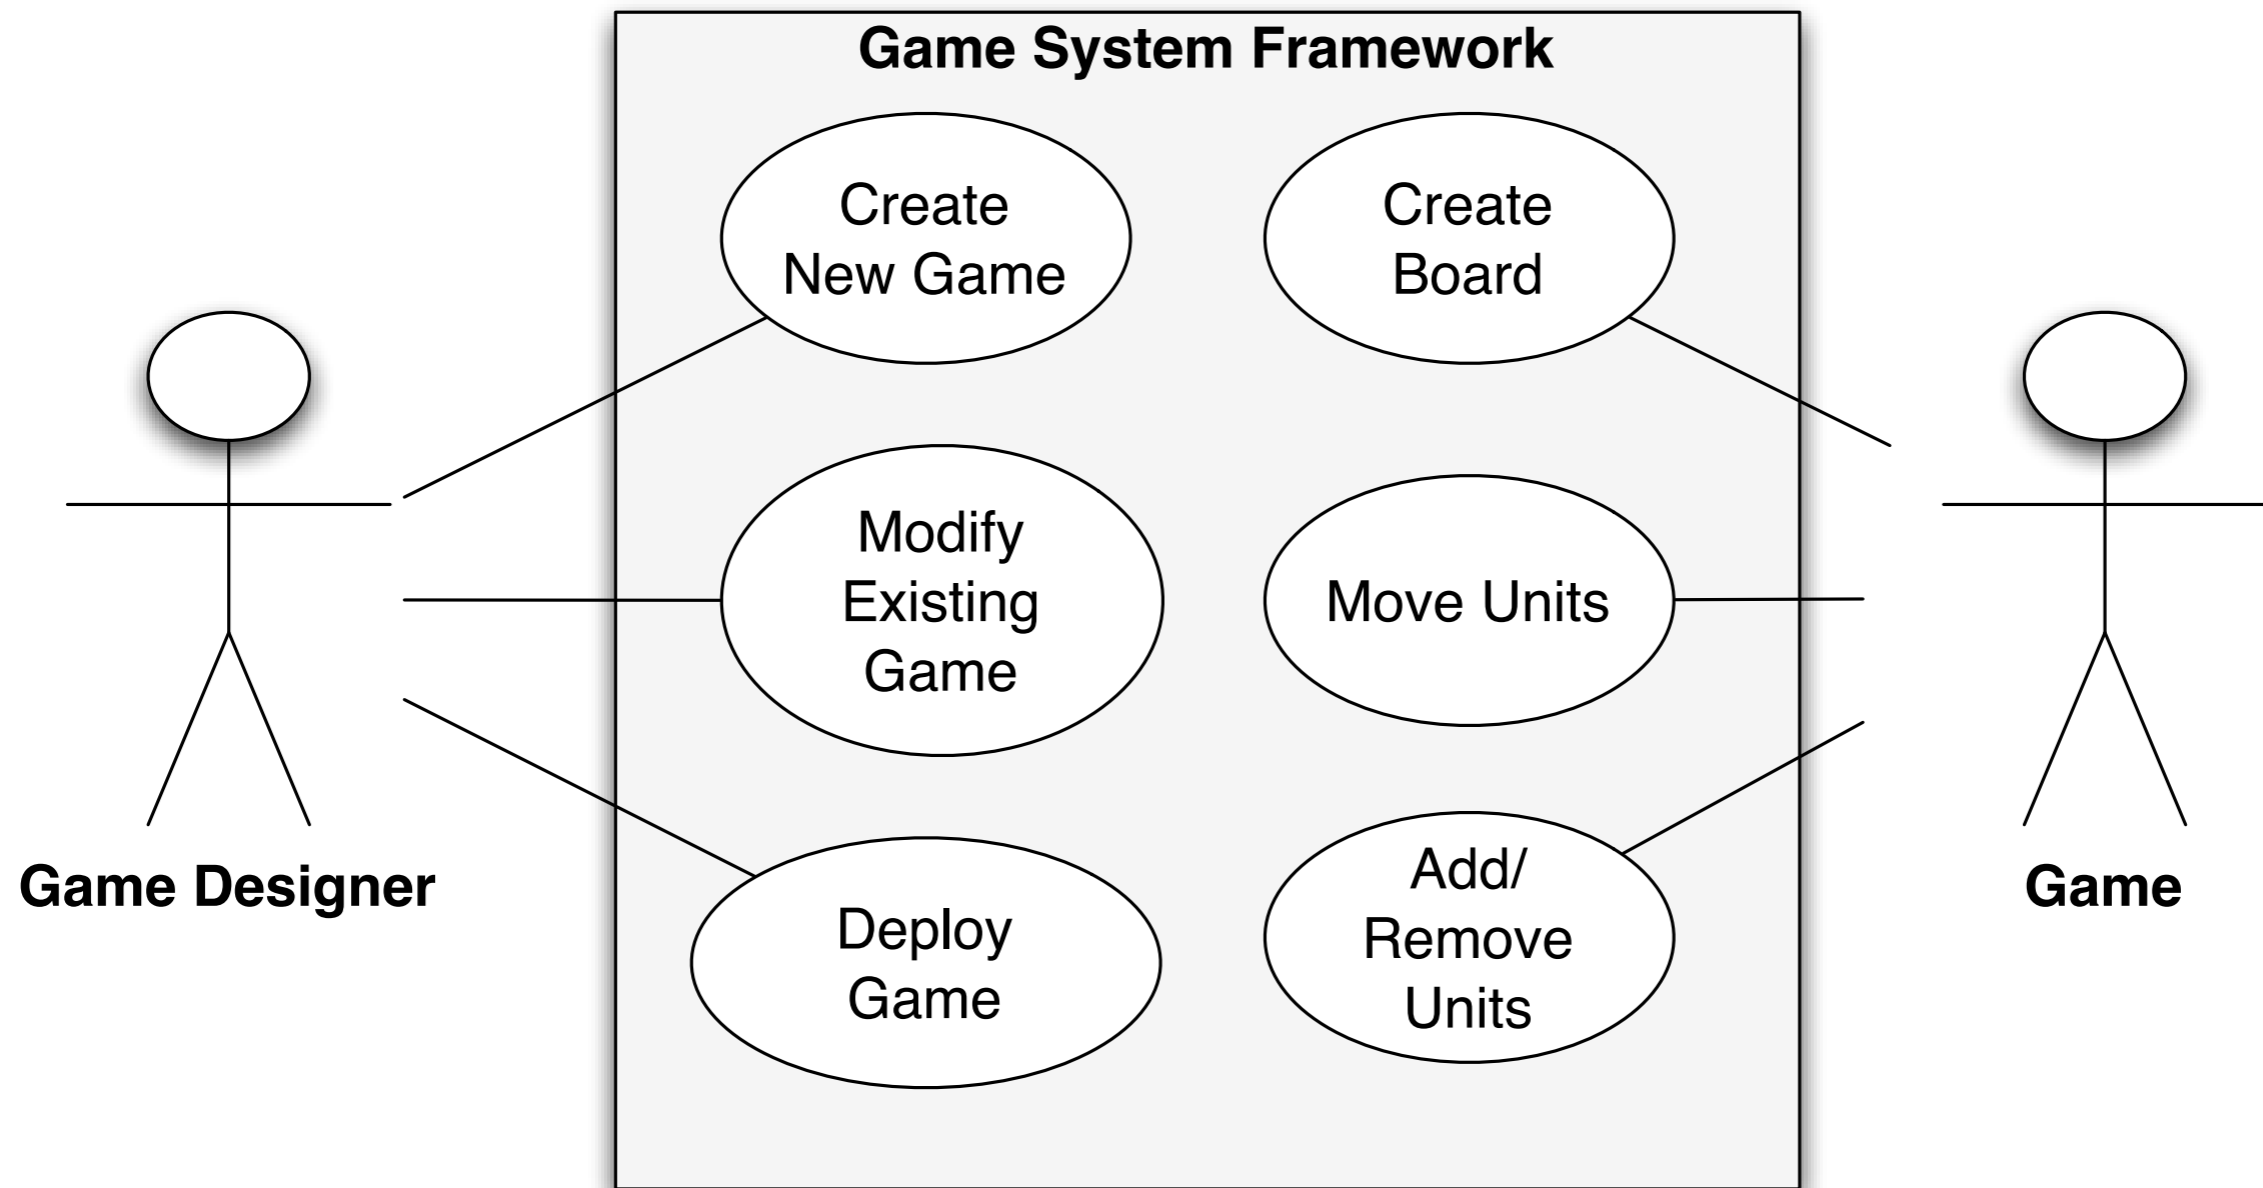 Game System Framework
Create
New Game
Create
Board
Modify
Existing
Game
Move Units
Deploy
Game
Add/
Remove
Units
Game Designer
Game